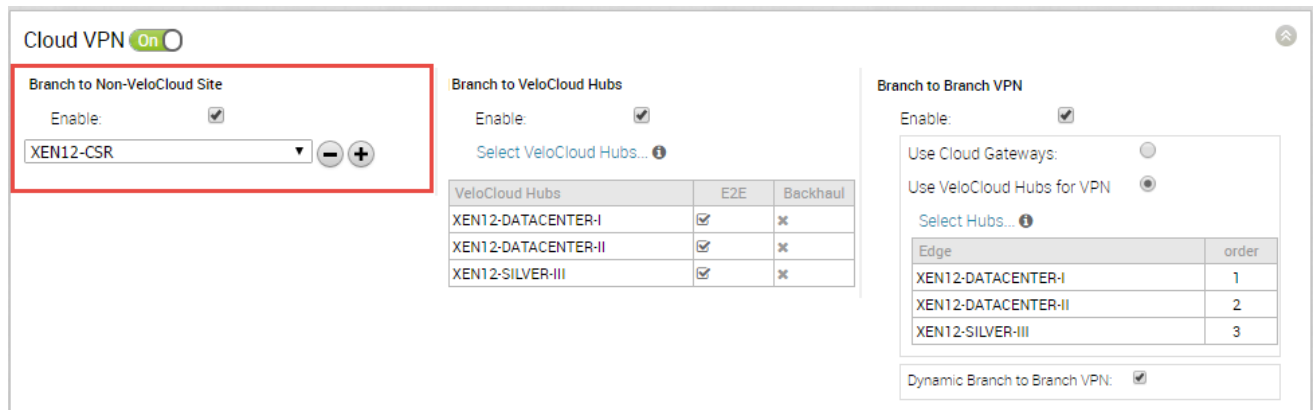 Cloud VPN On
Branch to Non-VeloCloud Site
Enable:
XEN12-CSR
Branch to VeloCloud Hubs
Enable:
Select VeloCloud Hubs...
VeloCloud Hubs E2E Backhaul
XEN12-DATACENTER-I
XEN12-DATACENTER-II
XEN12-SILVER-III
Branch to Branch VPN
Enable:
Use Cloud Gateways:
Use VeloCloud Hubs for VPN
Select Hubs...
Edge order
XEN12-DATACENTER-I 1
XEN12-DATACENTER-II 2
XEN12-SILVER-III 3
Dynamic Branch to Branch VPN: